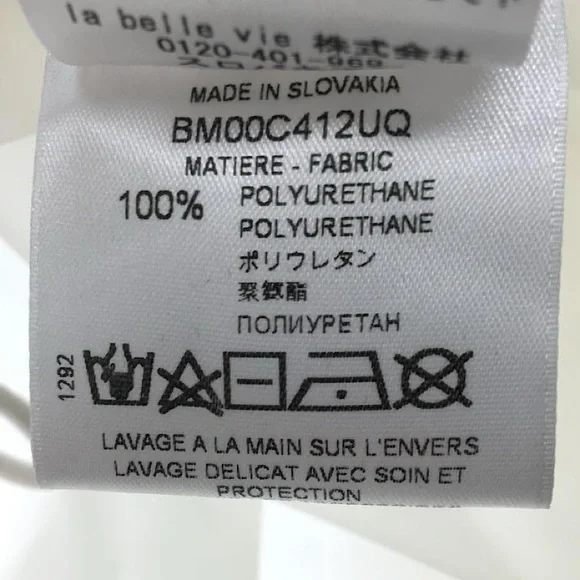 la belle vie 株式会社
0120-401-969
MADE IN SLOVAKIA
BM00C412UQ
MATIERE - FABRIC
100% POLYURETHANE
POLYURETHANE
ポリウレタン
聚氨酯
ПОЛИУРЕТАН
1292
LAVAGE A LA MAIN SUR L'ENVERS
LAVAGE DELICAT AVEC SOIN ET
PROTECTION